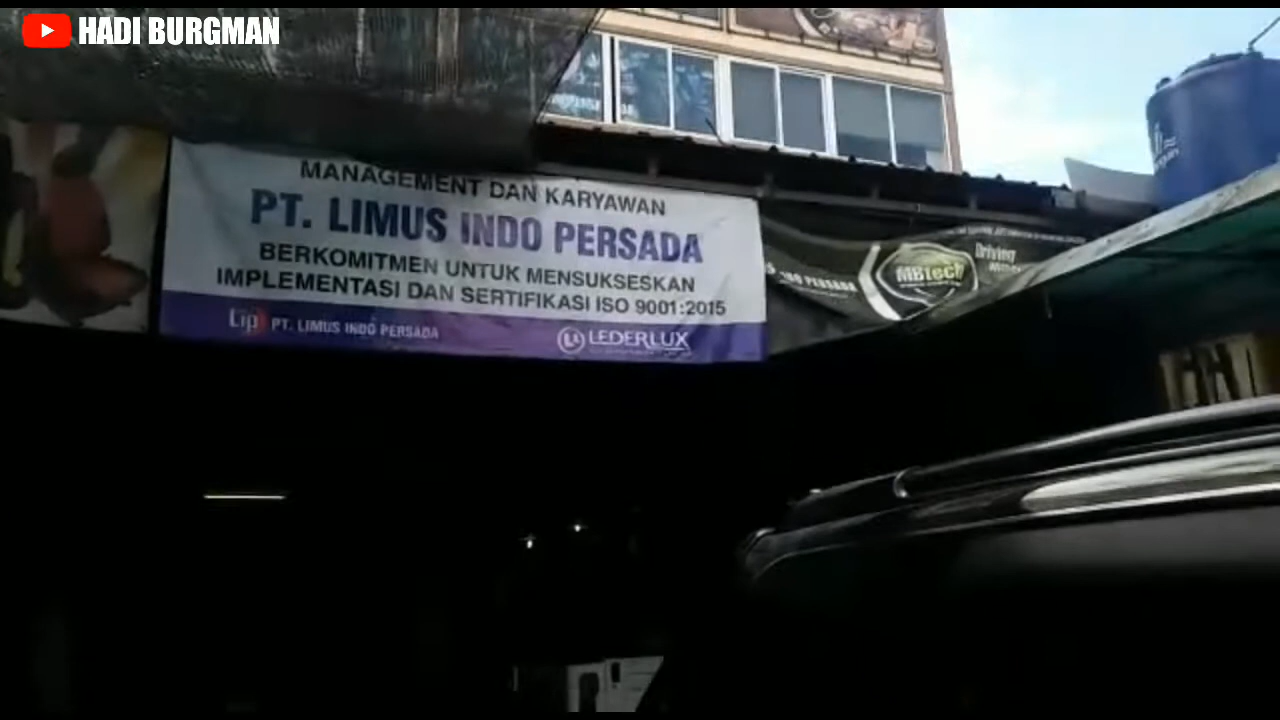 HADI BURGMAN
MANAGEMENT DAN KARYAWAN
PT. LIMUS INDO PERSADA
BERKOMITMEN UNTUK MENSUKSESKAN
IMPLEMENTASI DAN SERTIFIKASI ISO 9001:2015
Lip PT. LIMUS INDO PERSADA
LEDERLUX
PERSADA
MBtech
Driving